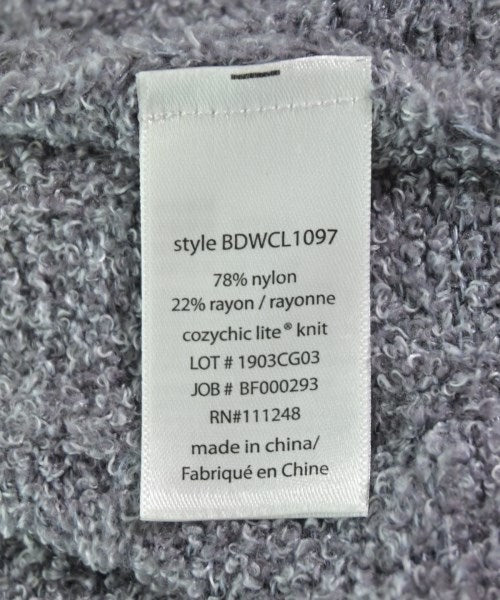 style BDWCL1097
78% nylon
22% rayon / rayonne
cozychic lite® knit
LOT # 1903CG03
JOB # BF000293
RN#111248
made in china/
Fabriqué en Chine